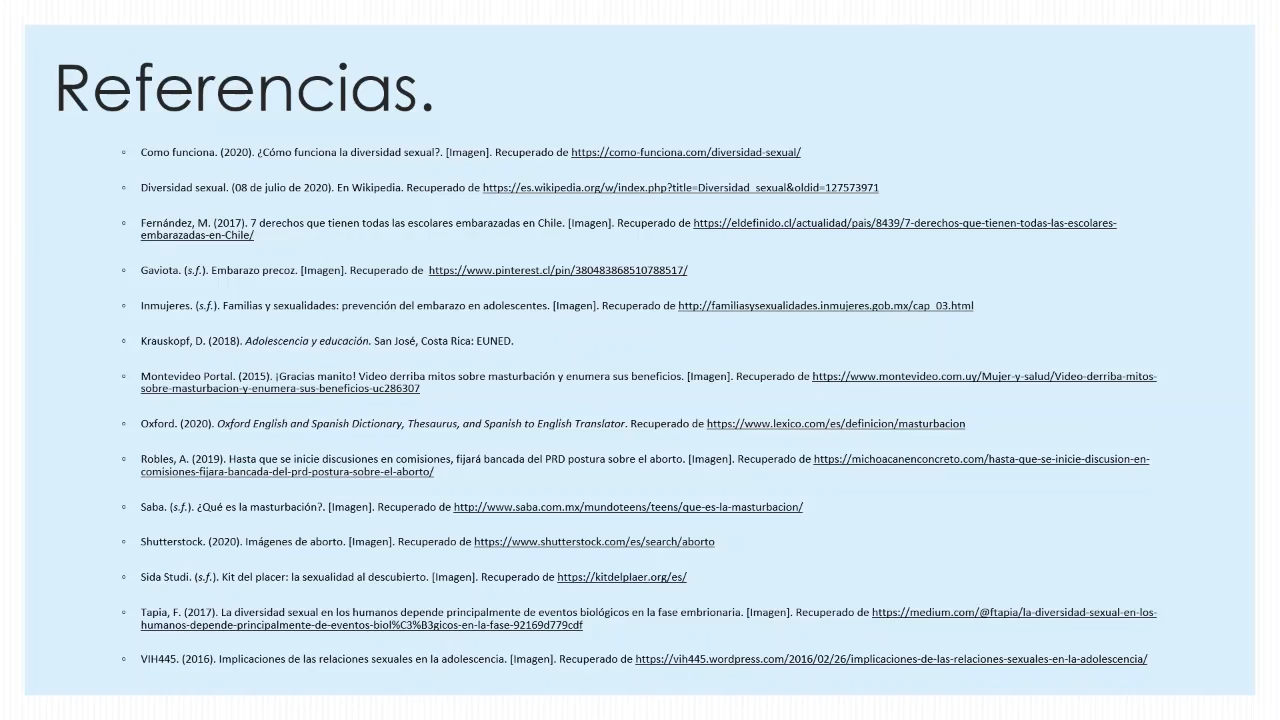 Referencias.
Como funciona. (2020). ¿Cómo funciona la diversidad sexual?. [Imagen]. Recuperado de https://como-funciona.com/diversidad-sexual/
Diversidad sexual. (08 de julio de 2020). En Wikipedia. Recuperado de https://es.wikipedia.org/w/index.php?title=Diversidad_sexual&oldid=127573971
Fernández, M. (2017). 7 derechos que tienen todas las escolares embarazadas en Chile. [Imagen]. Recuperado de https://eldefinido.cl/actualidad/pais/8439/7-derechos-que-tienen-todas-las-escolares-
embarazadas-en-Chile/
Gaviota. (s.f.). Embarazo precoz. [Imagen]. Recuperado de https://www.pinterest.cl/pin/380483868510788517/
Inmujeres. (s.f.). Familias y sexualidades: prevención del embarazo en adolescentes. [Imagen]. Recuperado de http://familiasysexualidades.inmujeres.gob.mx/cap_03.html
Krauskopf, D. (2018). Adolescencia y educación. San José, Costa Rica: EUNED.
Montevideo Portal. (2015). ¡Gracias manito! Video derriba mitos sobre masturbación y enumera sus beneficios. [Imagen]. Recuperado de https://www.montevideo.com.uy/Mujer-y-salud/Video-derriba-mitos-
sobre-masturbacion-y-enumera-sus-beneficios-uc286307
Oxford. (2020). Oxford English and Spanish Dictionary, Thesaurus, and Spanish to English Translator. Recuperado de https://www.lexico.com/es/definicion/masturbacion
Robles, A. (2019). Hasta que se inicie discusiones en comisiones, fijará bancada del PRD postura sobre el aborto. [Imagen]. Recuperado de https://michoacanenconcreto.com/hasta-que-se-inicie-discusion-en-
comisiones-fijara-bancada-del-prd-postura-sobre-el-aborto/
Saba. (s.f.). ¿Qué es la masturbación?. [Imagen]. Recuperado de http://www.saba.com.mx/mundoteens/teens/que-es-la-masturbacion/
Shutterstock. (2020). Imágenes de aborto. [Imagen]. Recuperado de https://www.shutterstock.com/es/search/aborto
Sida Studi. (s.f.). Kit del placer: la sexualidad al descubierto. [Imagen]. Recuperado de https://kitdelplaer.org/es/
Tapia, F. (2017). La diversidad sexual en los humanos depende principalmente de eventos biológicos en la fase embrionaria. [Imagen]. Recuperado de https://medium.com/@ftapia/la-diversidad-sexual-en-los-
humanos-depende-principalmente-de-eventos-biol%C3%B3gicos-en-la-fase-92169d779cdf
VIH445. (2016). Implicaciones de las relaciones sexuales en la adolescencia. [Imagen]. Recuperado de https://vih445.wordpress.com/2016/02/26/implicaciones-de-las-relaciones-sexuales-en-la-adolescencia/